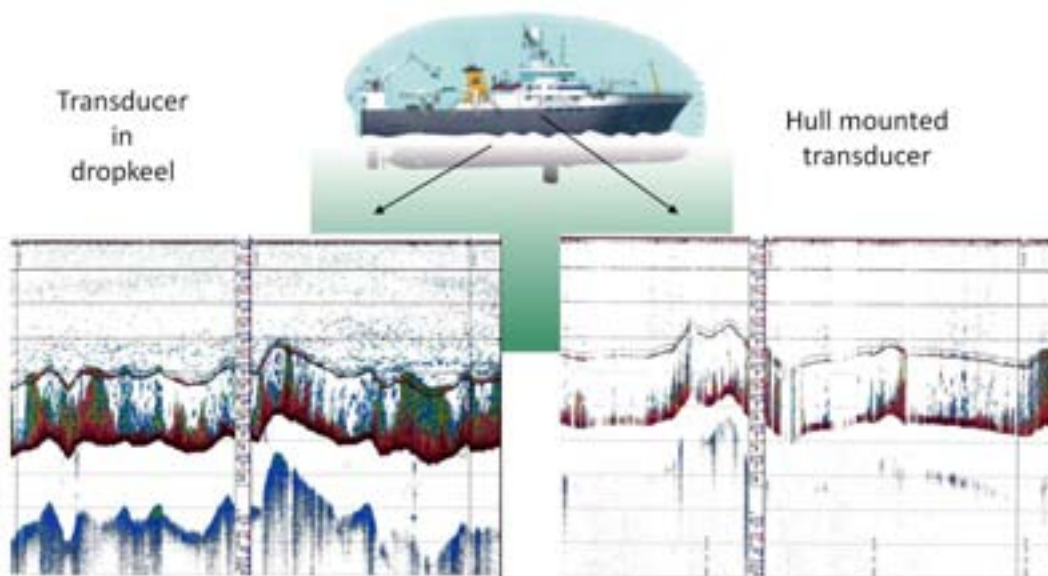 Transducer
in
dropkeel
Hull mounted
transducer